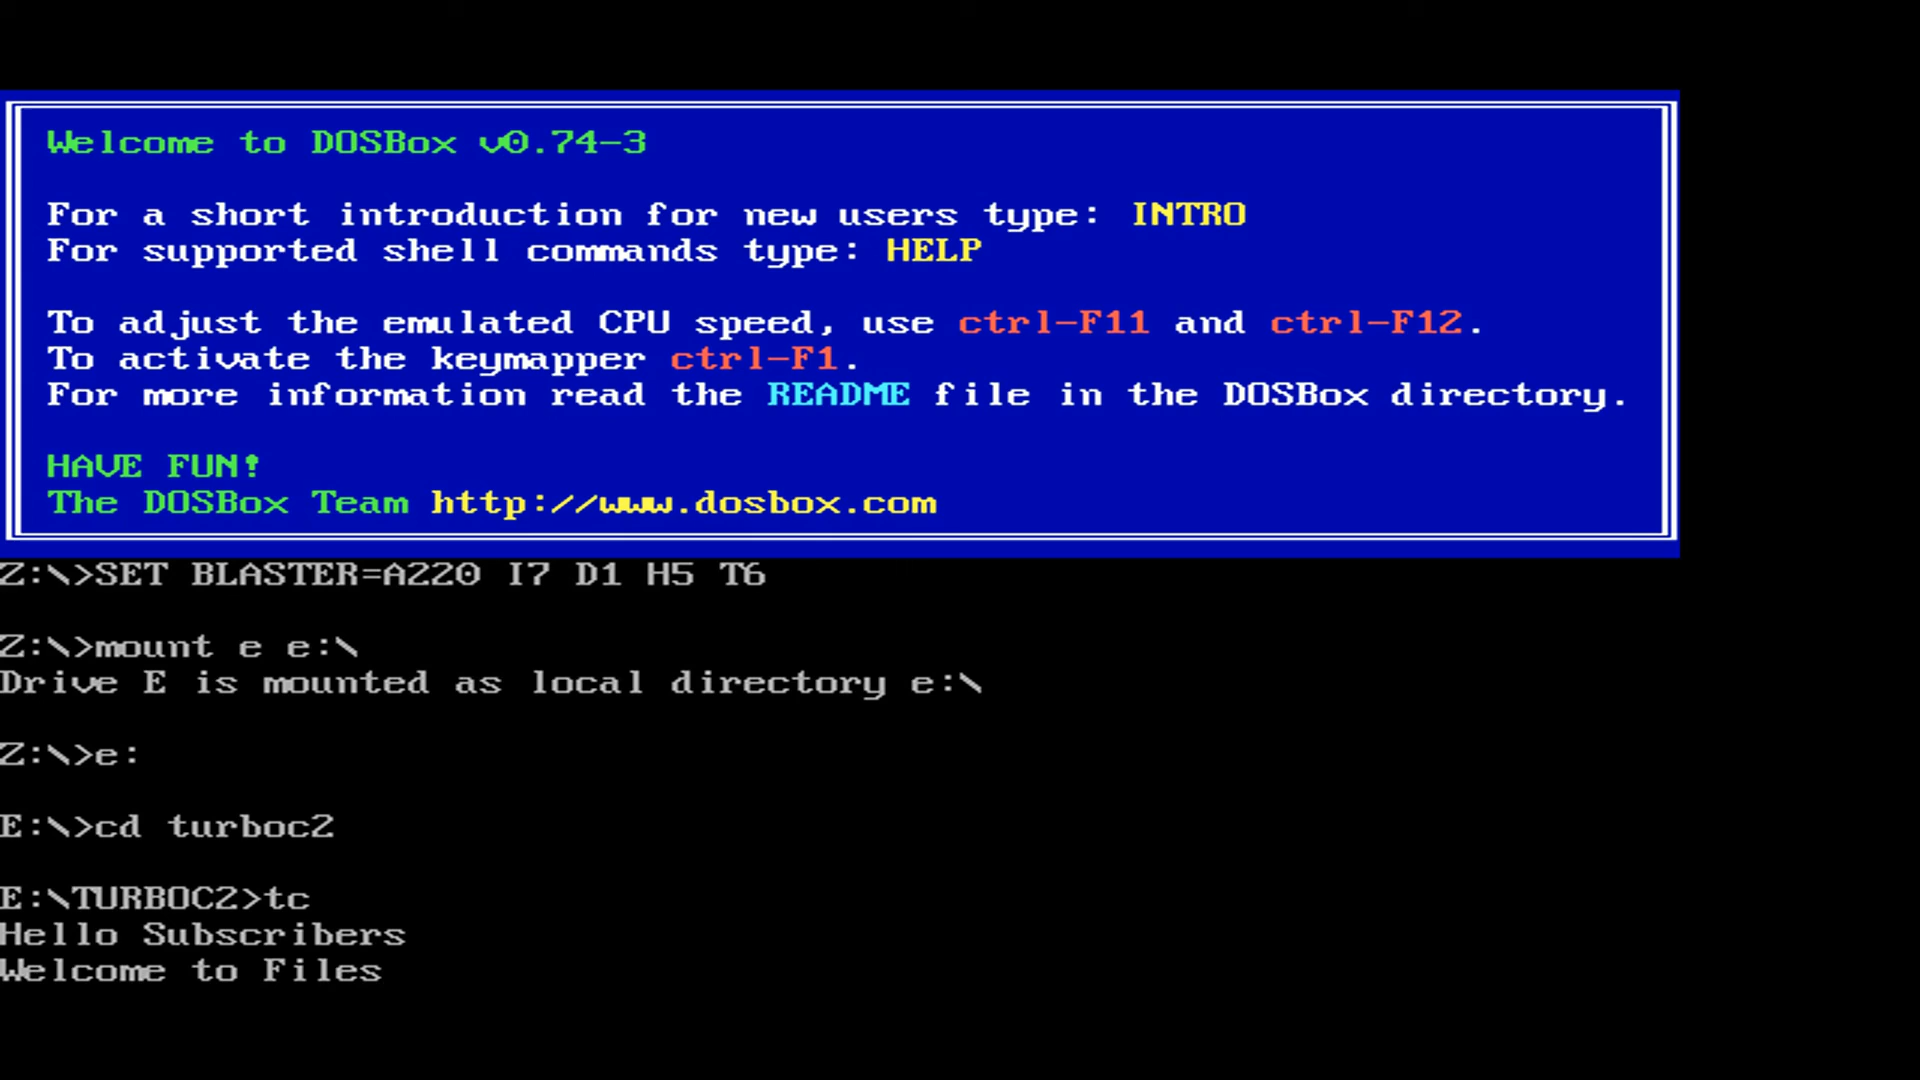 Welcome to DOSBox v0.74-3
For a short introduction for new users type: INTRO
For supported shell commands type: HELP
To adjust the emulated CPU speed, use ctrl-F11 and ctrl-F12.
To activate the keymapper ctrl-F1.
For more information read the README file in the DOSBox directory.
HAVE FUN!
The DOSBox Team http://www.dosbox.com
Z:\>SET BLASTER=A220 I7 D1 H5 T6
Z:\>mount e e:\
Drive E is mounted as local directory e:\
Z:\>e:
E:\>cd turboc2
E:\TURBOC2>tc
Hello Subscribers
Welcome to Files